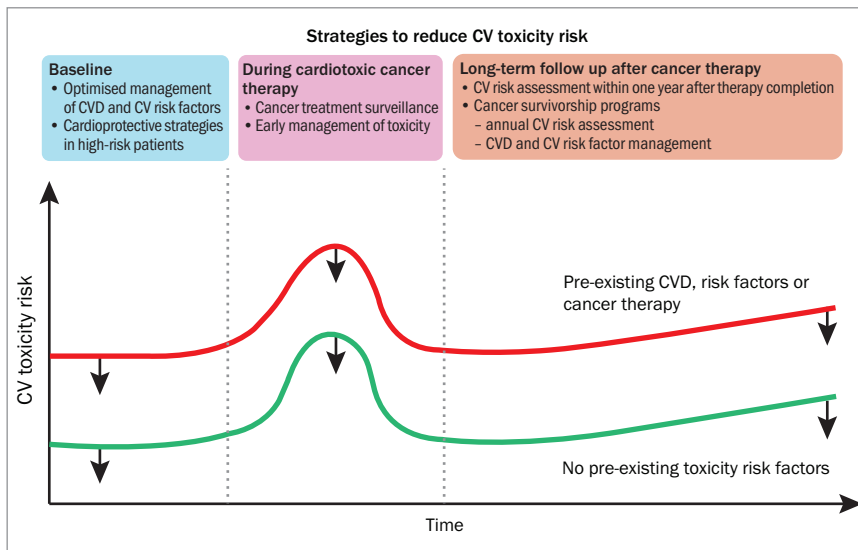 Strategies to reduce CV toxicity risk
Baseline
• Optimised management
of CVD and CV risk factors
• Cardioprotective strategies
in high-risk patients
During cardiotoxic cancer
therapy
• Cancer treatment surveillance
• Early management of toxicity
Long-term follow up after cancer therapy
• CV risk assessment within one year after therapy completion
• Cancer survivorship programs
– annual CV risk assessment
– CVD and CV risk factor management
CV toxicity risk
Pre-existing CVD, risk factors or
cancer therapy
No pre-existing toxicity risk factors
Time